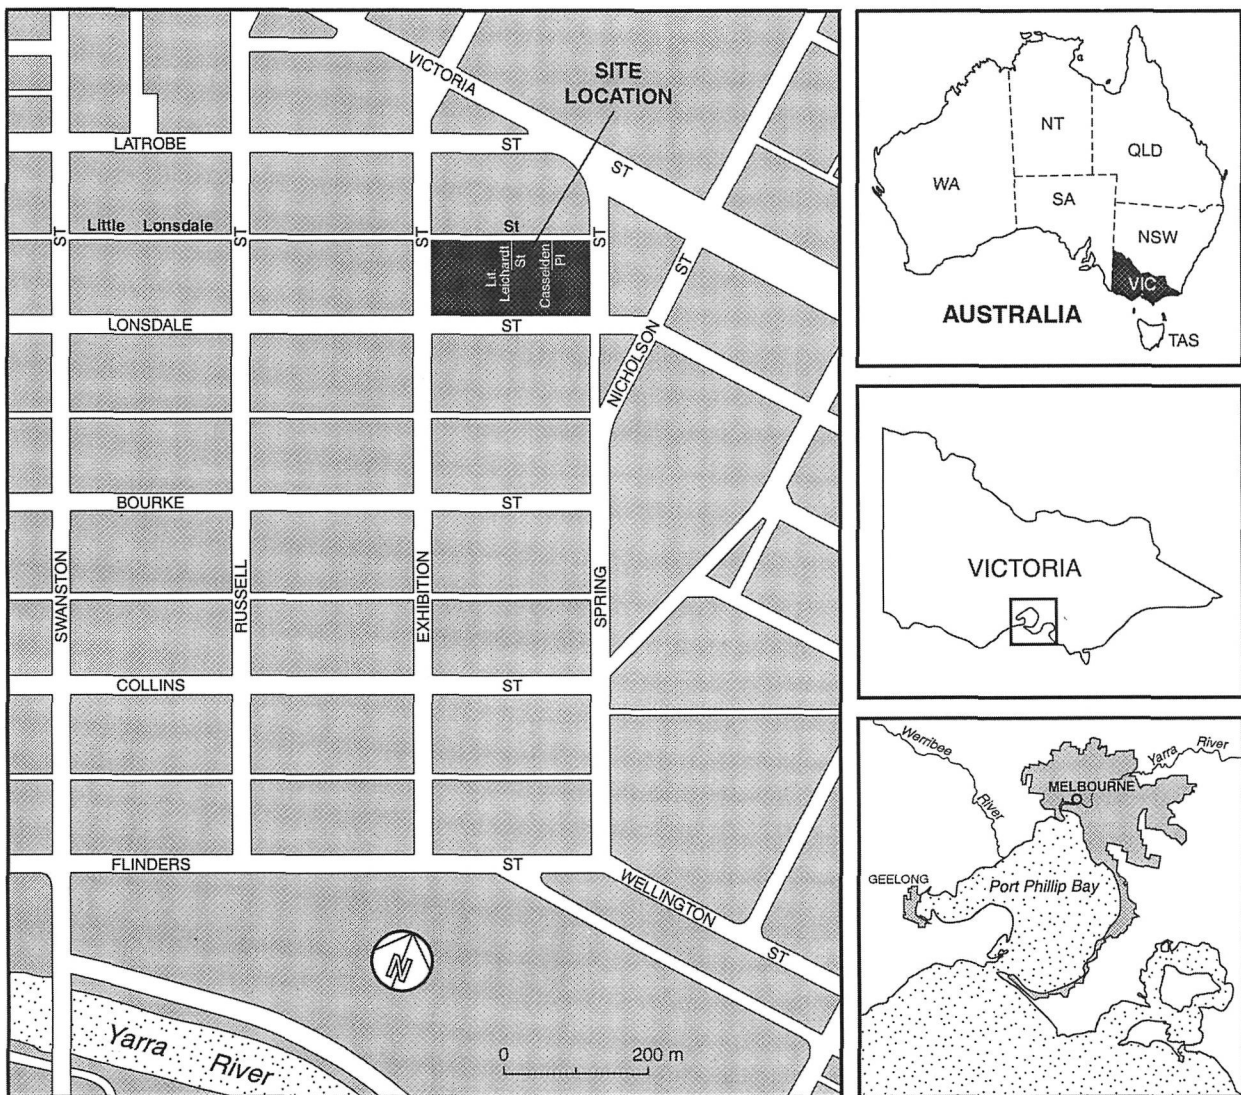 VICTORIA
ST
SITE
LOCATION
LATROBE
ST
Little Lonsdale
St
ST
ST
ST
ST
Lit
Leichardt
St
Casselden
Pl
LONSDALE
ST
NICHOLSON
ST
BOURKE
ST
SWANSTON
RUSSELL
EXHIBITION
SPRING
COLLINS
ST
FLINDERS
ST
WELLINGTON
ST
N
Yarra River
0 200 m
WA
NT
QLD
SA
NSW
VIC
AUSTRALIA
TAS
VICTORIA
Werribee
River
Yarra River
MELBOURNE
GEELONG
Port Phillip Bay